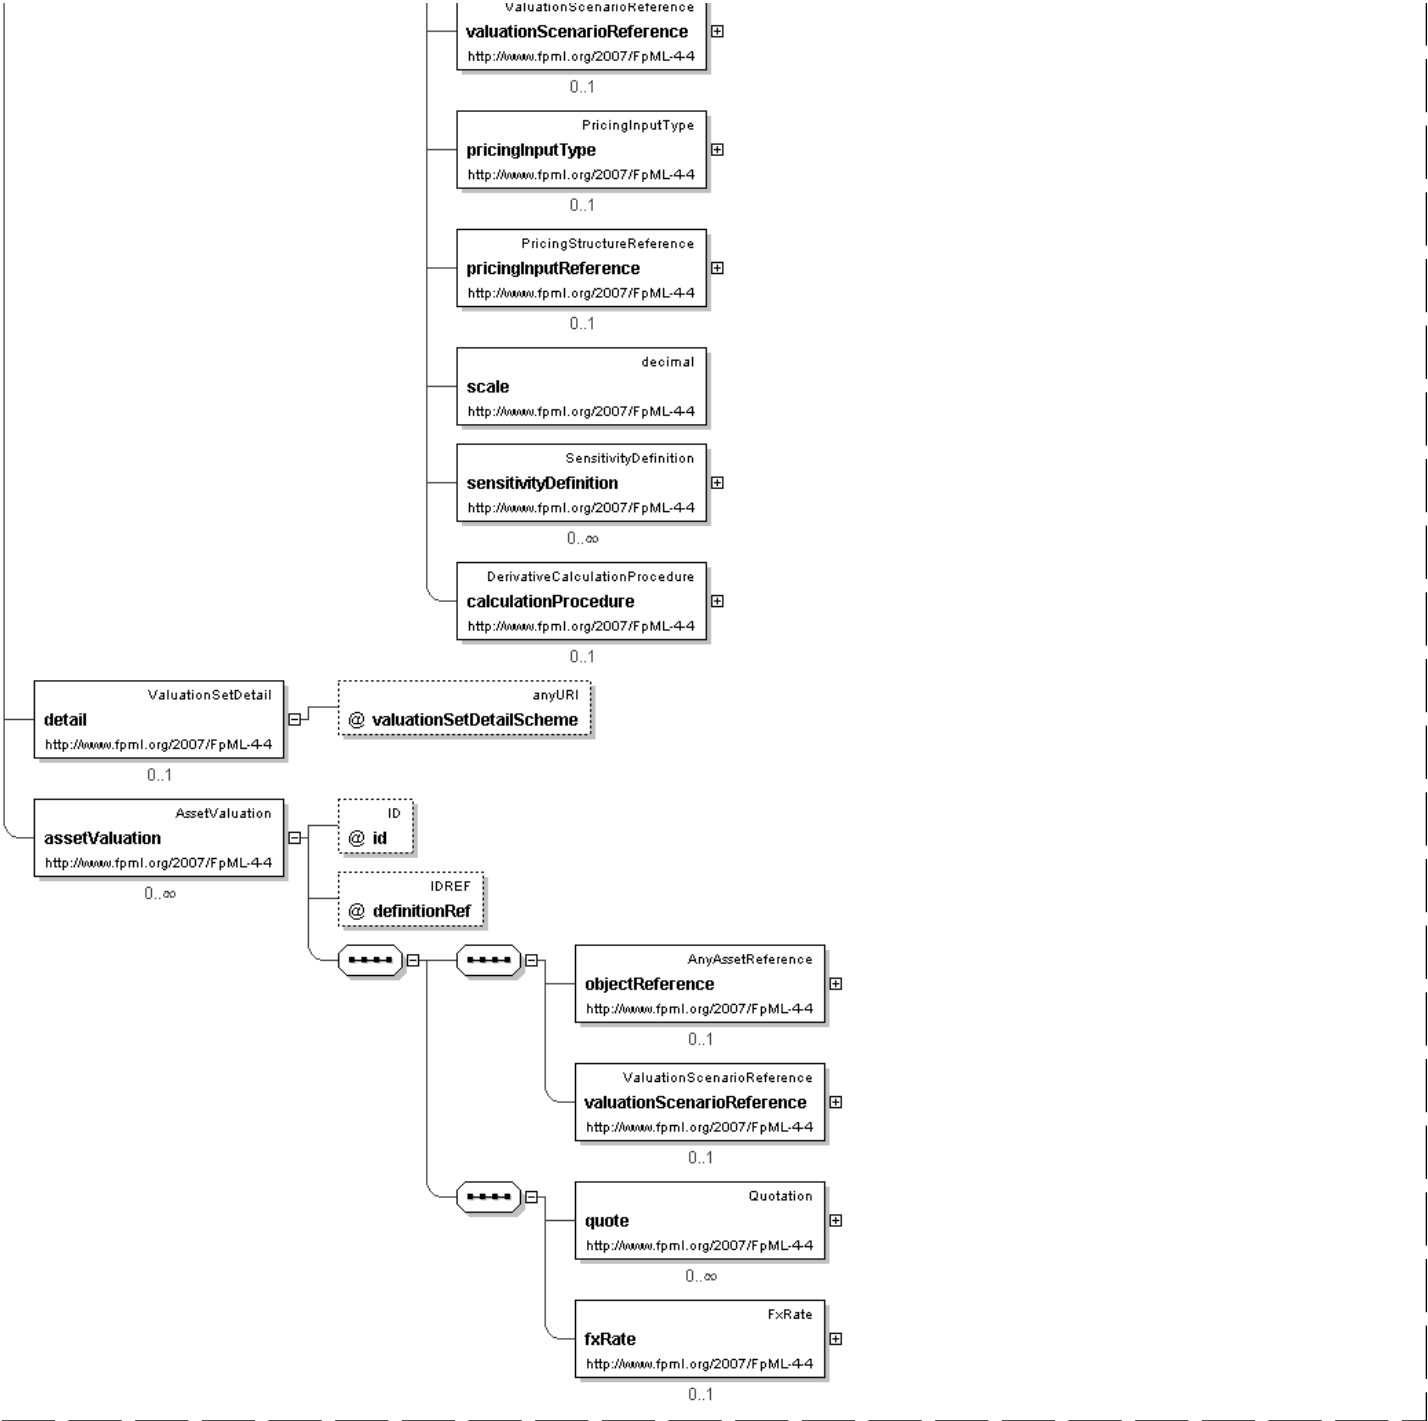 ValuationScenarioReference
valuationScenarioReference
http://www.fpml.org/2007/FpML-4-4
0..1
PricingInputType
pricingInputType
http://www.fpml.org/2007/FpML-4-4
0..1
PricingStructureReference
pricingInputReference
http://www.fpml.org/2007/FpML-4-4
0..1
decimal
scale
http://www.fpml.org/2007/FpML-4-4
SensitivityDefinition
sensitivityDefinition
http://www.fpml.org/2007/FpML-4-4
0..∞
DerivativeCalculationProcedure
calculationProcedure
http://www.fpml.org/2007/FpML-4-4
0..1
ValuationSetDetail
detail
http://www.fpml.org/2007/FpML-4-4
0..1
anyURI
@ valuationSetDetailScheme
AssetValuation
assetValuation
http://www.fpml.org/2007/FpML-4-4
0..∞
ID
@ id
IDREF
@ definitionRef
AnyAssetReference
objectReference
http://www.fpml.org/2007/FpML-4-4
0..1
ValuationScenarioReference
valuationScenarioReference
http://www.fpml.org/2007/FpML-4-4
0..1
Quotation
quote
http://www.fpml.org/2007/FpML-4-4
0..∞
FxRate
fxRate
http://www.fpml.org/2007/FpML-4-4
0..1